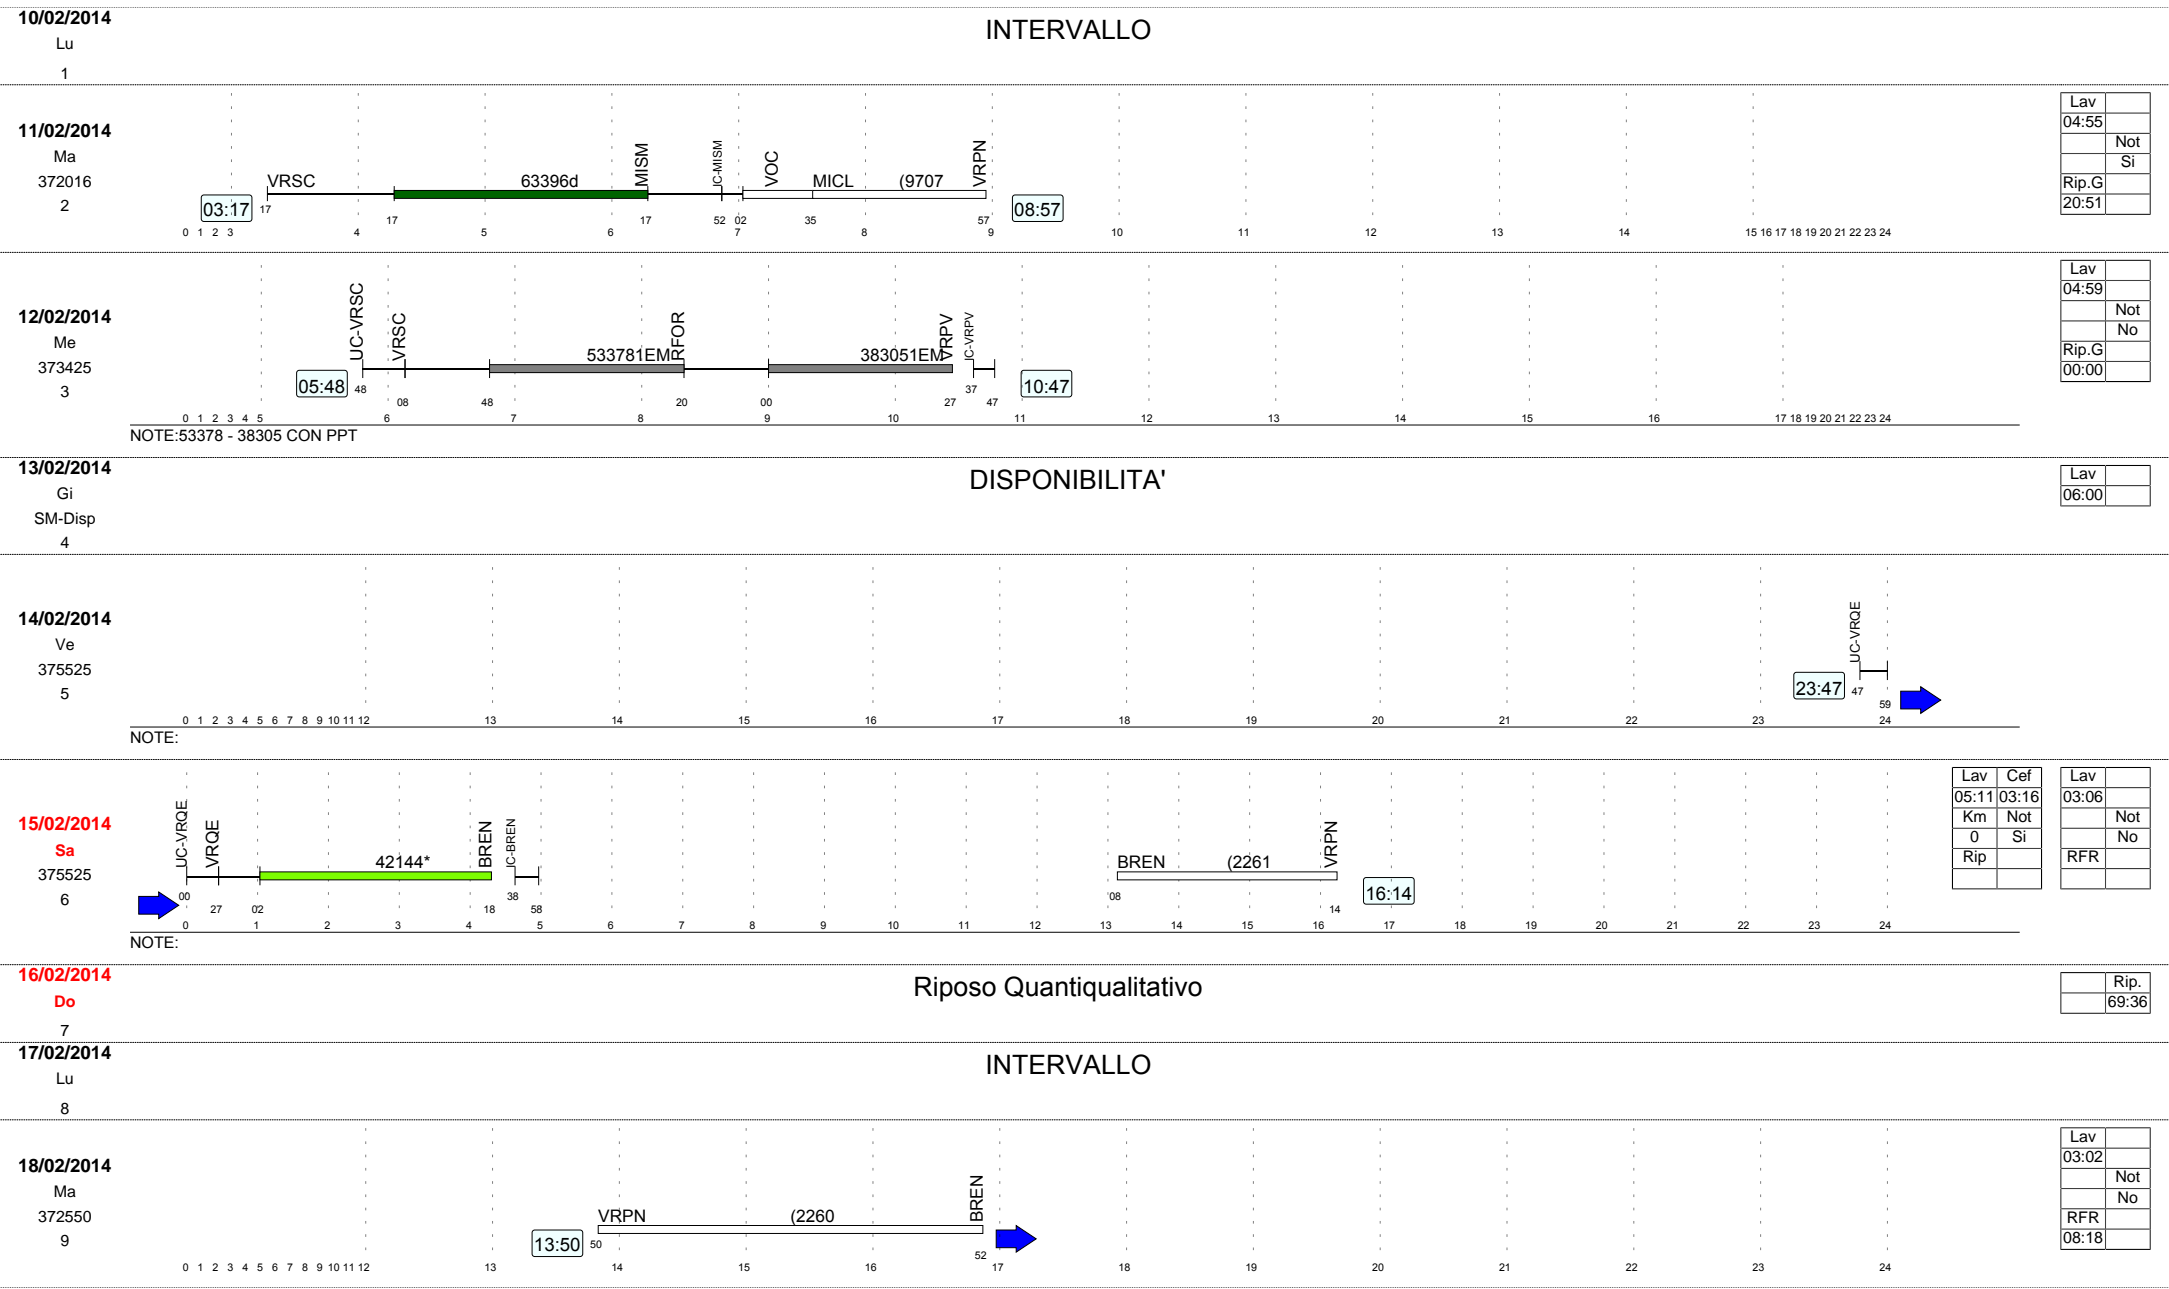 10/02/2014
Lu
1
INTERVALLO
11/02/2014
Ma
372016
2
03:17
17
VRSC
17
63396d
MISM
17
IC-MISM
52
02
VOC
35
MICL
(9707
VRPN
57
08:57
0 1 2 3 4 5 6 7 8 9 10 11 12 13 14 15 16 17 18 19 20 21 22 23 24
Lav
04:55
Not
Si
Rip.G
20:51
12/02/2014
Me
373425
3
05:48
UC-VRSC
48
VRSC
08
48
533781EM
RFOR
20
00
383051EM
VRPV
27
IC-VRPV
37
47
10:47
0 1 2 3 4 5 6 7 8 9 10 11 12 13 14 15 16 17 18 19 20 21 22 23 24
NOTE:53378 - 38305 CON PPT
Lav
04:59
Not
No
Rip.G
00:00
13/02/2014
Gi
SM-Disp
4
DISPONIBILITA'
Lav
06:00
14/02/2014
Ve
375525
5
23:47
UC-VRQE
47
59
0 1 2 3 4 5 6 7 8 9 10 11 12 13 14 15 16 17 18 19 20 21 22 23 24
NOTE:
15/02/2014
Sa
375525
6
UC-VRQE
00
VRQE
27
02
42144*
BREN
18
IC-BREN
38
58
BREN
08
(2261
VRPN
14
16:14
0 1 2 3 4 5 6 7 8 9 10 11 12 13 14 15 16 17 18 19 20 21 22 23 24
NOTE:
Lav Cef
05:11 03:16
Km Not
0 Si
Rip
Lav
03:06
Not
No
RFR
16/02/2014
Do
7
Riposo Quantiqualitativo
Rip.
69:36
17/02/2014
Lu
8
INTERVALLO
18/02/2014
Ma
372550
9
13:50
50
VRPN
(2260
BREN
52
0 1 2 3 4 5 6 7 8 9 10 11 12 13 14 15 16 17 18 19 20 21 22 23 24
Lav
03:02
Not
No
RFR
08:18